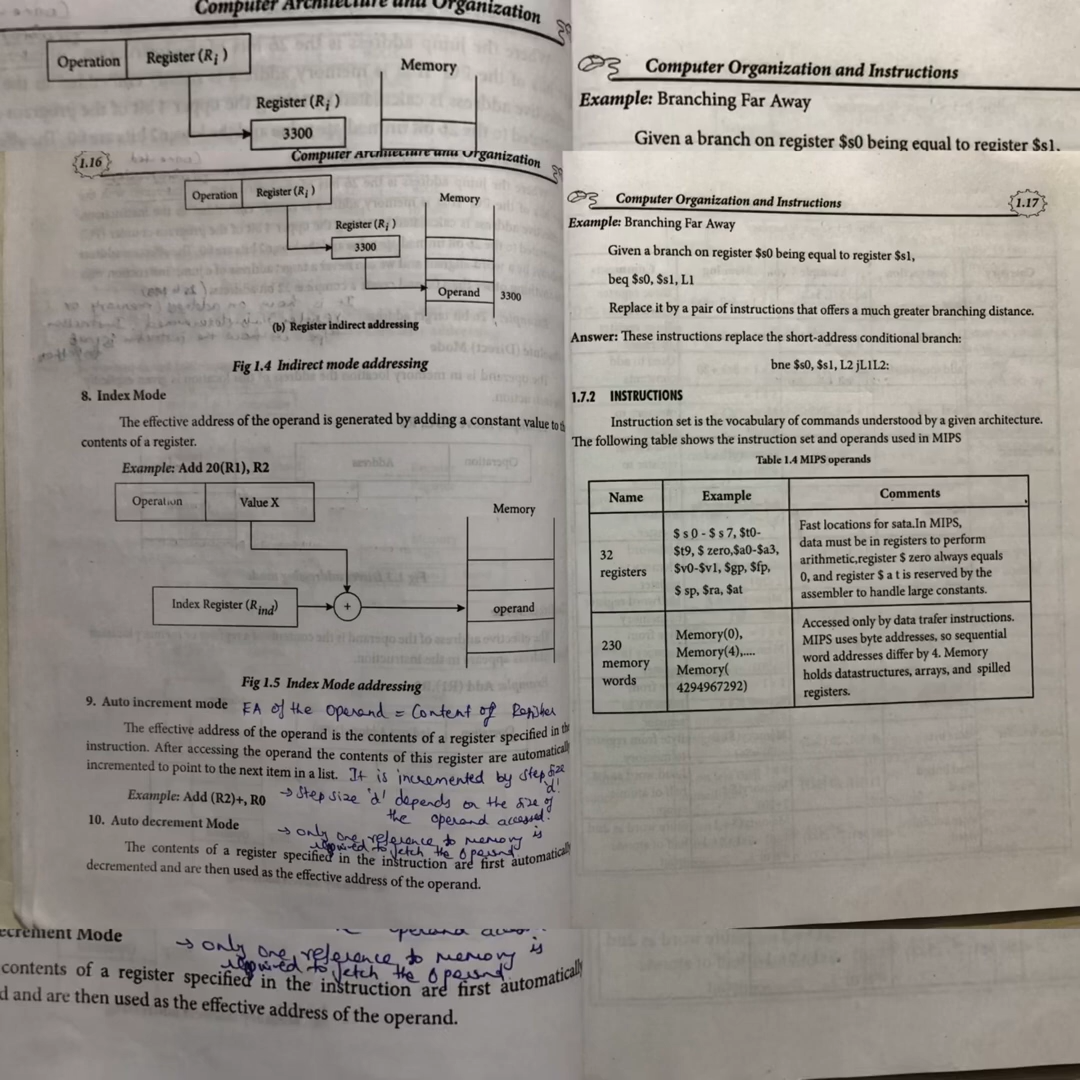 Computer Architecture and Organization
Operation
Register (Ri)
Memory
Register (Ri)
3300
Computer Organization and Instructions
Example: Branching Far Away
Given a branch on register $s0 being equal to register $s1,
1.16
Computer Architecture and Organization
Operation
Register (Ri)
Memory
Register (Ri)
3300
Operand
3300
(b) Register indirect addressing
Fig 1.4 Indirect mode addressing
8. Index Mode
The effective address of the operand is generated by adding a constant value to
contents of a register.
Example: Add 20(R1), R2
Operation
Value X
Memory
Index Register (Rind)
+
operand
Fig 1.5 Index Mode addressing
9. Auto increment mode EA of the operand = Content of Register
The effective address of the operand is the contents of a register specified in the
instruction. After accessing the operand the contents of this register are automatically
incremented to point to the next item in a list. It is incremented by step size
'd'.
Example: Add (R2)+, R0 → Step size 'd' depends on the size of
the operand accessed.
10. Auto decrement Mode
→ only one reference to memory is
required to fetch the operand
The contents of a register specified in the instruction are first automatically
decremented and are then used as the effective address of the operand.
Computer Organization and Instructions
1.17
Example: Branching Far Away
Given a branch on register $s0 being equal to register $s1,
beq $s0, $s1, L1
Replace it by a pair of instructions that offers a much greater branching distance.
Answer: These instructions replace the short-address conditional branch:
bne $s0, $s1, L2 jL1L2:
1.7.2 INSTRUCTIONS
Instruction set is the vocabulary of commands understood by a given architecture.
The following table shows the instruction set and operands used in MIPS
Table 1.4 MIPS operands
Name
Example
Comments
32
registers
$ s 0 - $ s 7, $t0-
$t9, $ zero,$a0-$a3,
$v0-$v1, $gp, $fp,
$ sp, $ra, $at
Fast locations for sata.In MIPS,
data must be in registers to perform
arithmetic,register $ zero always equals
0, and register $ a t is reserved by the
assembler to handle large constants.
230
memory
words
Memory(0),
Memory(4),....
Memory(
4294967292)
Accessed only by data trafer instructions.
MIPS uses byte addresses, so sequential
word addresses differ by 4. Memory
holds datastructures, arrays, and spilled
registers.
ecrement Mode
→ only one reference to memory is
required to fetch the operand
contents of a register specified in the instruction are first automatically
d and are then used as the effective address of the operand.